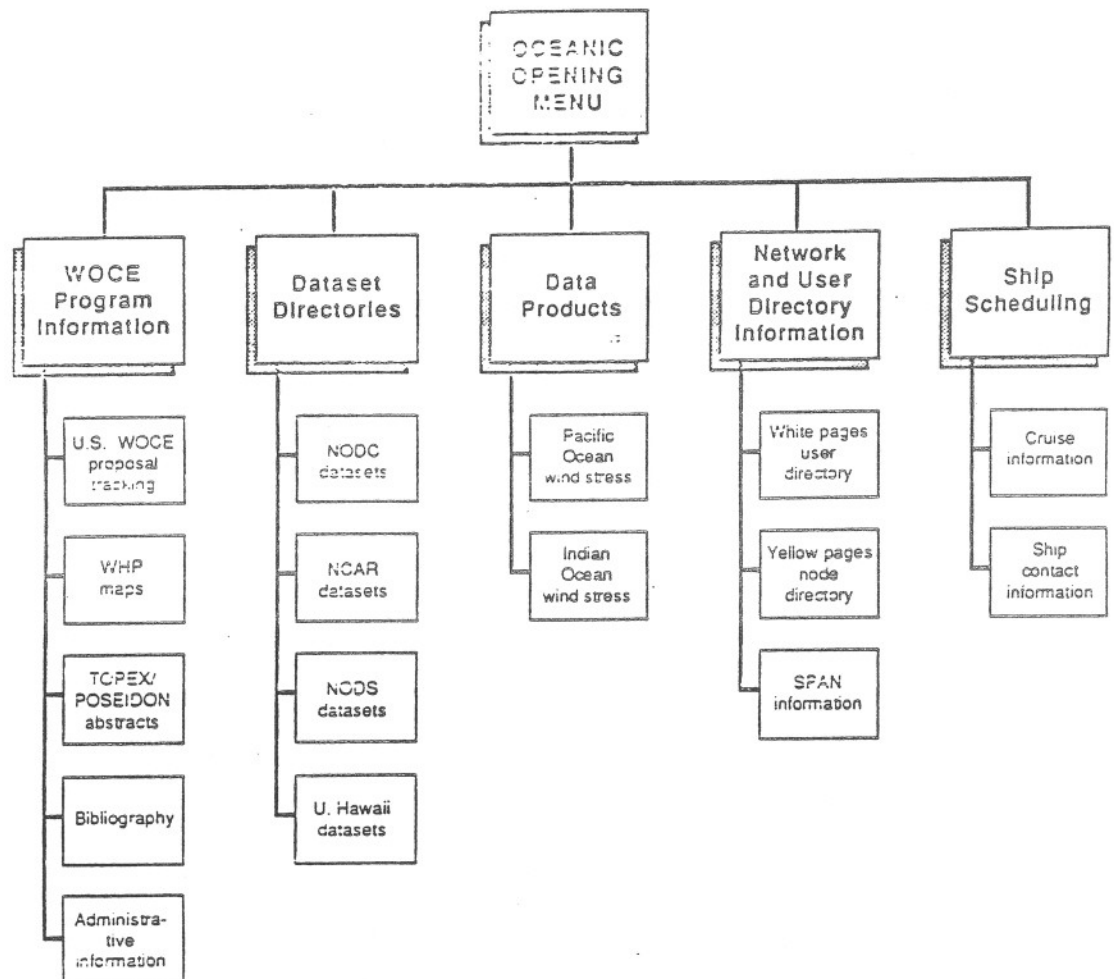 OCEANIC
OPENING
MENU
WOCE
Program
Information
Dataset
Directories
Data
Products
Network
and User
Directory
Information
Ship
Scheduling
U.S. WOCE
proposal
tracking
WHP
maps
TOPEX/
POSEIDON
abstracts
Bibliography
Administra-
tive
information
NODC
datasets
NCAR
datasets
NODS
datasets
U. Hawaii
datasets
Pacific
Ocean
wind stress
Indian
Ocean
wind stress
White pages
user
directory
Yellow pages
node
directory
SPAN
information
Cruise
information
Ship
contact
information